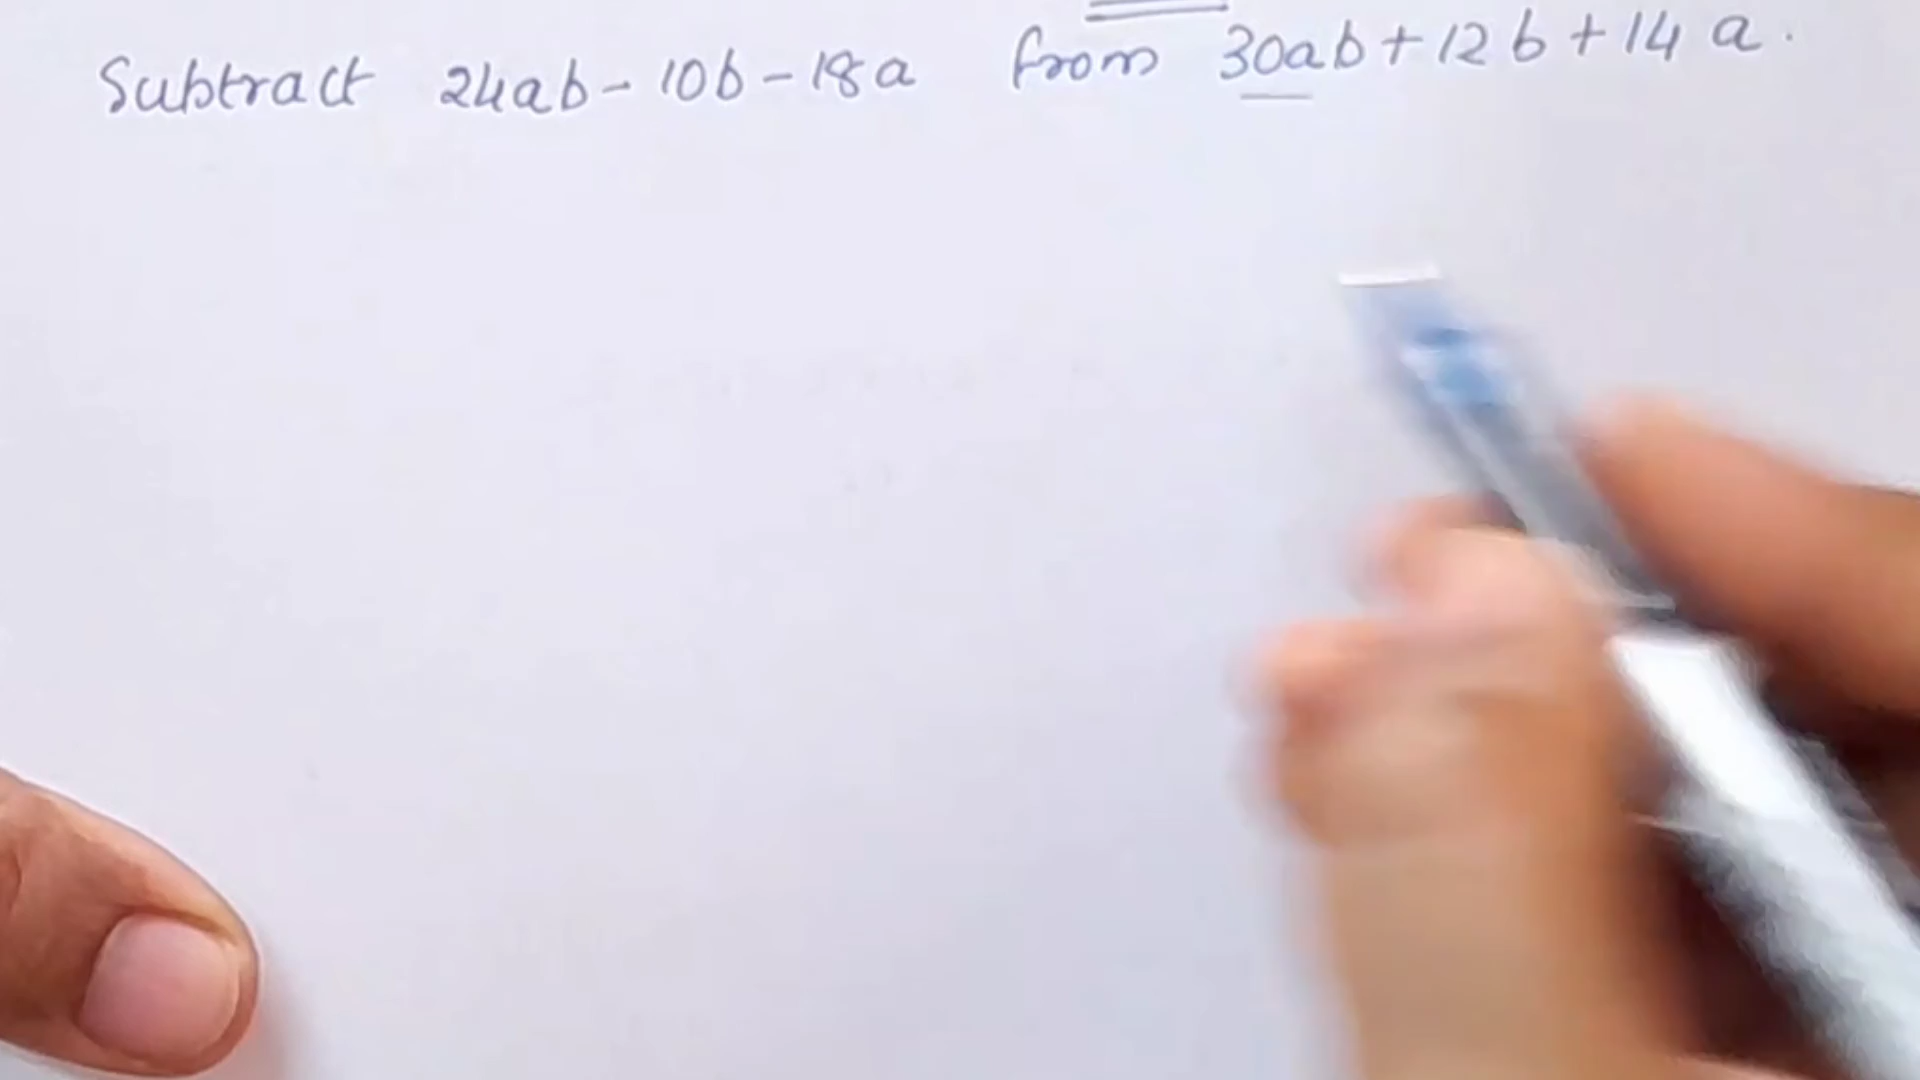 Subtract 24ab - 10b - 18a from 30ab + 12b + 14a.